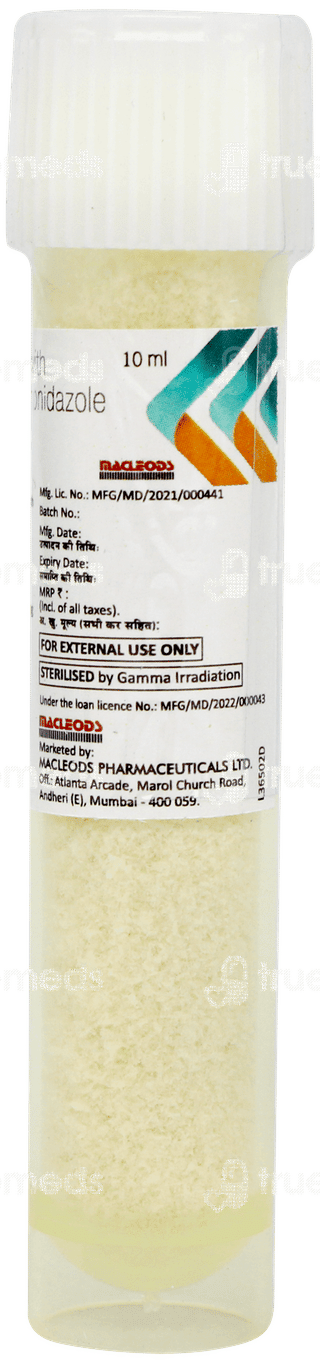 10 ml
MACLEODS
Mfg. Lic. No.: MFG/MD/2021/000441
Batch No.:
Mfg. Date:
उत्पादन की तिथि:
Expiry Date:
समाप्ति की तिथि:
MRP ₹ :
(Incl. of all taxes).
अ. खु. मूल्य (सभी कर सहित):
FOR EXTERNAL USE ONLY
STERILISED by Gamma Irradiation
Under the loan licence No.: MFG/MD/2022/000043
MACLEODS
Marketed by:
MACLEODS PHARMACEUTICALS LTD.
Off.: Atlanta Arcade, Marol Church Road,
Andheri (E), Mumbai - 400 059.
L36502D